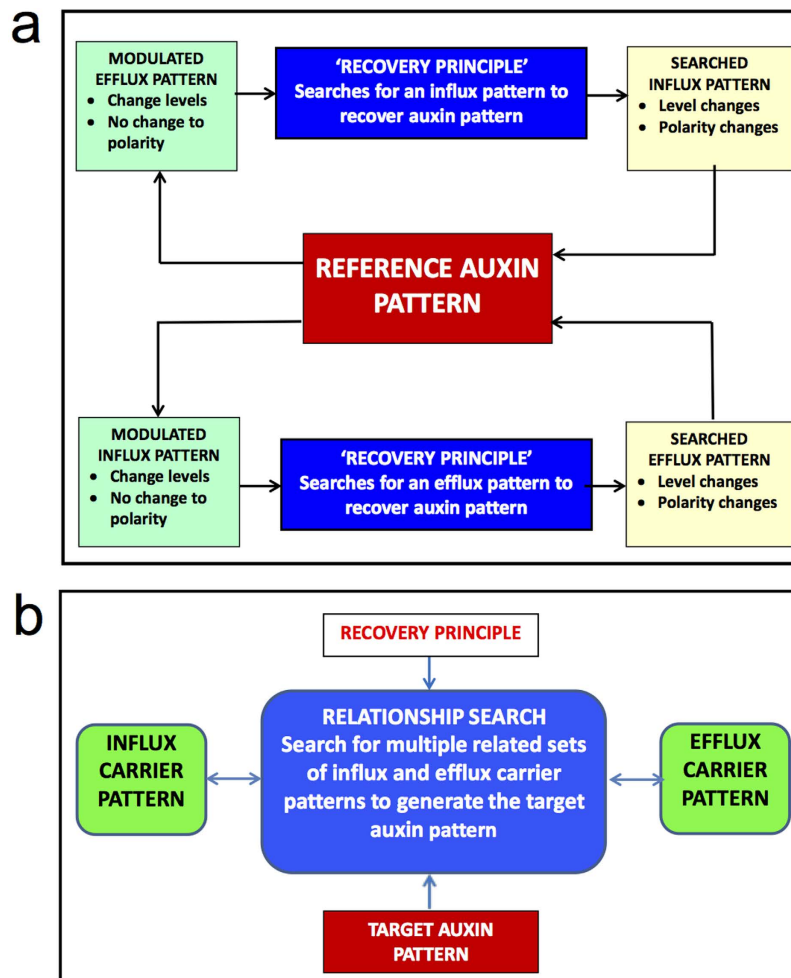 a
MODULATED
EFFLUX PATTERN
• Change levels
• No change to
polarity
‘RECOVERY PRINCIPLE’
Searches for an influx pattern to
recover auxin pattern
SEARCHED
INFLUX PATTERN
• Level changes
• Polarity changes
REFERENCE AUXIN
PATTERN
MODULATED
INFLUX PATTERN
• Change levels
• No change to
polarity
‘RECOVERY PRINCIPLE’
Searches for an efflux pattern to
recover auxin pattern
SEARCHED
EFFLUX PATTERN
• Level changes
• Polarity changes
b
RECOVERY PRINCIPLE
INFLUX
CARRIER
PATTERN
RELATIONSHIP SEARCH
Search for multiple related sets
of influx and efflux carrier
patterns to generate the target
auxin pattern
EFFLUX
CARRIER
PATTERN
TARGET AUXIN
PATTERN